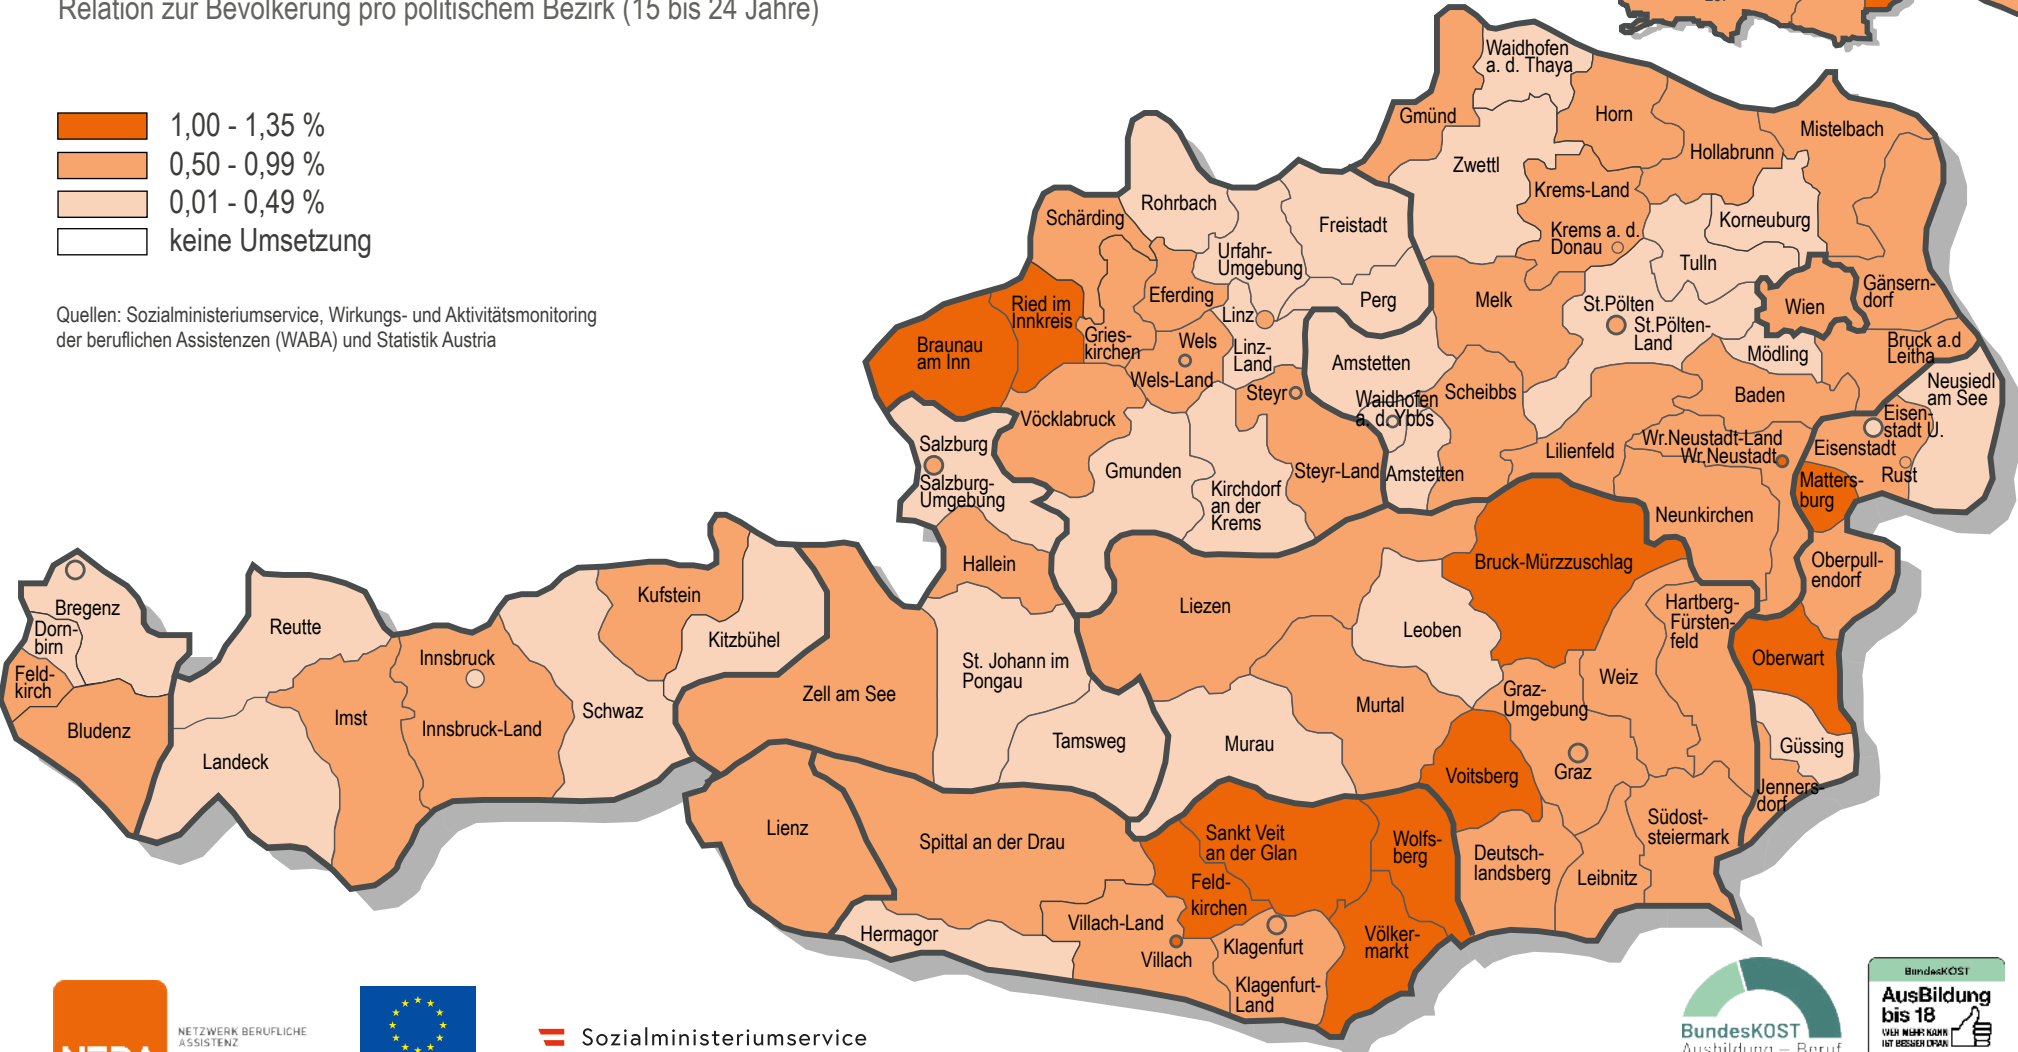 Relation zur Bevölkerung pro politischem Bezirk (15 bis 24 Jahre)
1,00 - 1,35 %
0,50 - 0,99 %
0,01 - 0,49 %
keine Umsetzung
Quellen: Sozialministeriumservice, Wirkungs- und Aktivitätsmonitoring
der beruflichen Assistenzen (WABA) und Statistik Austria
Waidhofen
a. d. Thaya
Gmünd
Horn
Mistelbach
Hollabrunn
Zwettl
Krems-Land
Krems a. d.
Donau
Korneuburg
Tulln
Rohrbach
Schärding
Freistadt
Urfahr-
Umgebung
Perg
Melk
St.Pölten
St.Pölten-
Land
Wien
Gänsern-
dorf
Bruck a.d
Leitha
Mödling
Baden
Neusiedl
am See
Ried im
Innkreis
Eferding
Linz
Gries-
kirchen
Wels
Linz-
Land
Wels-Land
Braunau
am Inn
Amstetten
Waidhofen
a. d. Ybbs
Amstetten
Scheibbs
Steyr
Steyr-Land
Vöcklabruck
Gmunden
Kirchdorf
an der
Krems
Lilienfeld
Wr.Neustadt-Land
Wr.Neustadt
Eisen-
stadt U.
Eisenstadt
Rust
Matters-
burg
Neunkirchen
Oberpull-
endorf
Oberwart
Güssing
Jenners-
dorf
Salzburg
Salzburg-
Umgebung
Hallein
Liezen
Bruck-Mürzzuschlag
Leoben
Hartberg-
Fürsten-
feld
Weiz
Graz-
Umgebung
Graz
Murtal
Murau
Voitsberg
Deutsch-
landsberg
Leibnitz
Südost-
steiermark
Bregenz
Dorn-
birn
Feld-
kirch
Bludenz
Reutte
Landeck
Imst
Innsbruck
Innsbruck-Land
Schwaz
Kufstein
Kitzbühel
Zell am See
St. Johann im
Pongau
Tamsweg
Lienz
Spittal an der Drau
Hermagor
Villach-Land
Villach
Sankt Veit
an der Glan
Feld-
kirchen
Klagenfurt
Klagenfurt-
Land
Wolfs-
berg
Völker-
markt
NEBA
NETZWERK BERUFLICHE
ASSISTENZ
Sozialministeriumservice
BundesKOST
Ausbildung – Beruf
BundesKOST
AusBildung
bis 18
WER MEHR KANN
IST BESSER DRAN